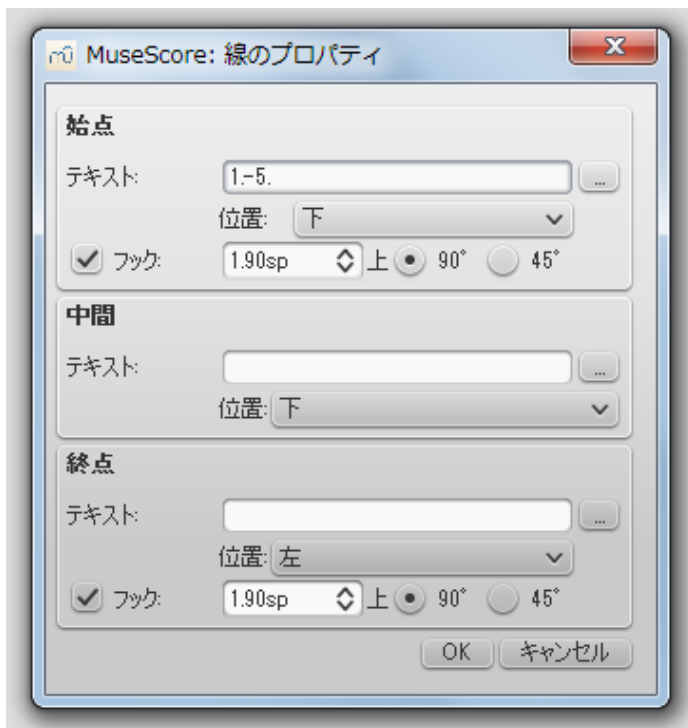 MuseScore: 線のプロパティ
始点
テキスト: 1.-5. ...
位置: 下
フック: 1.90sp 上 90° 45°
中間
テキスト: ...
位置: 下
終点
テキスト: ...
位置: 左
フック: 1.90sp 上 90° 45°
OK キャンセル